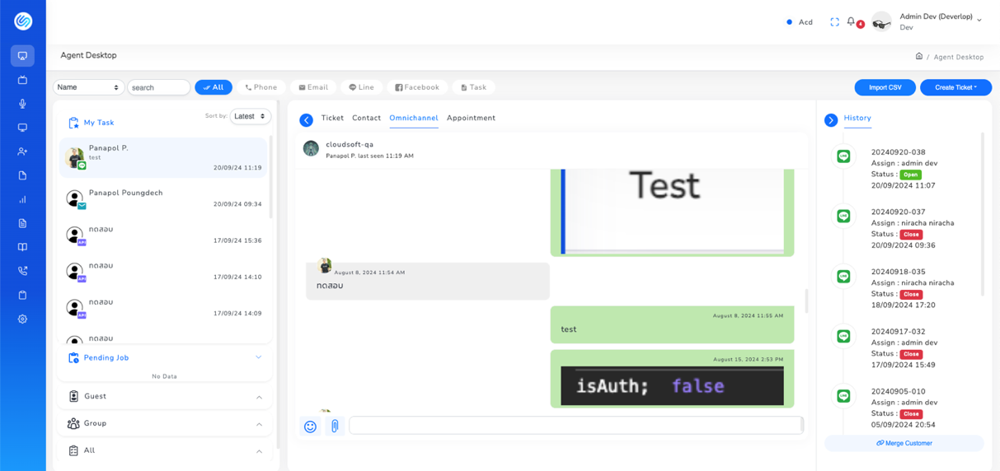 Acd
4
Admin Dev (Deverlop)
Dev
Agent Desktop
/ Agent Desktop
Name
search
All
Phone
Email
Line
Facebook
Task
Import CSV
Create Ticket
My Task
Sort by:
Latest
Panapol P.
test
20/09/24 11:19
Panapol Poungdech
20/09/24 09:34
ทดสอบ
API
17/09/24 15:36
ทดสอบ
API
17/09/24 14:10
ทดสอบ
API
17/09/24 14:09
ทดสอบ
Pending Job
No Data
Guest
Group
All
Ticket
Contact
Omnichannel
Appointment
cloudsoft-qa
Panapol P. last seen 11:19 AM
Test
August 8, 2024 11:54 AM
ทดสอบ
August 8, 2024 11:55 AM
test
August 15, 2024 2:53 PM
isAuth; false
History
LINE
20240920-038
Assign : admin dev
Status : Open
20/09/2024 11:07
LINE
20240920-037
Assign : niracha niracha
Status : Close
20/09/2024 09:36
LINE
20240918-035
Assign : niracha niracha
Status : Close
18/09/2024 17:20
LINE
20240917-032
Assign : admin dev
Status : Close
17/09/2024 15:49
LINE
20240905-010
Assign : admin dev
Status : Close
05/09/2024 20:54
Merge Customer